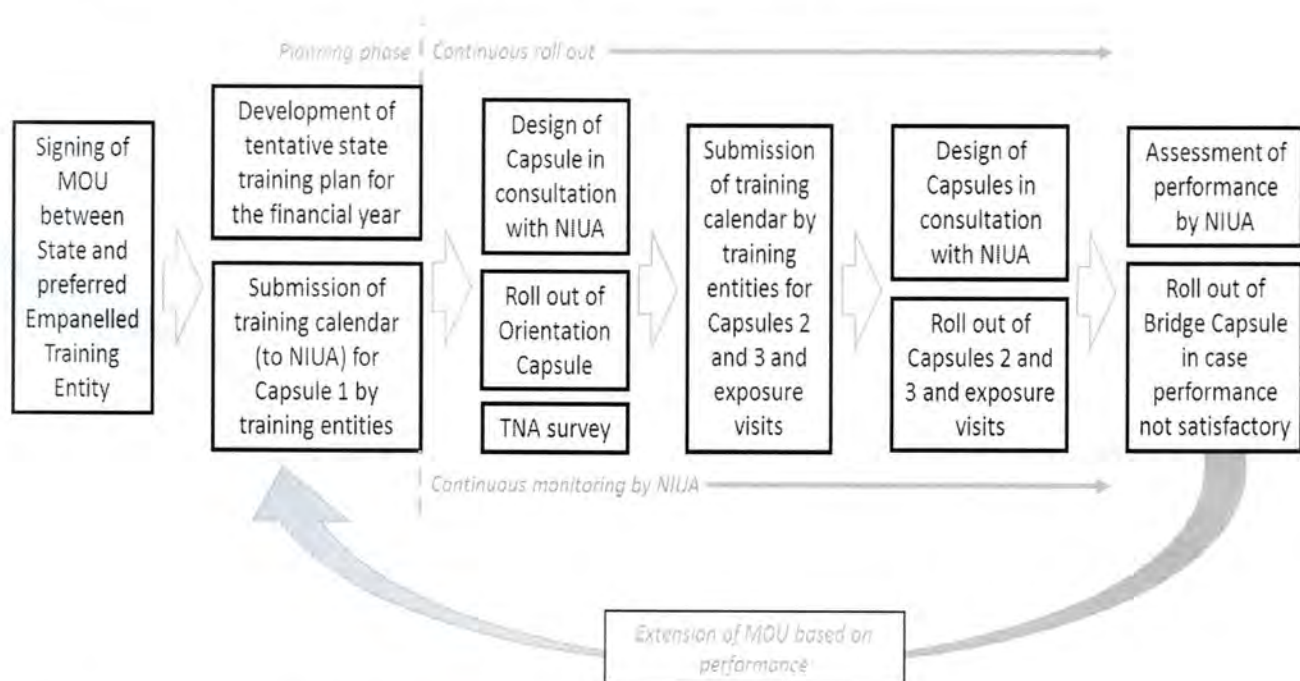 Planning phase
Continuous roll out
Signing of
MOU
between
State and
preferred
Empanelled
Training
Entity
Development of
tentative state
training plan for
the financial year
Submission of
training calendar
(to NIUA) for
Capsule 1 by
training entities
Design of
Capsule in
consultation
with NIUA
Roll out of
Orientation
Capsule
TNA survey
Submission
of training
calendar by
training
entities for
Capsules 2
and 3 and
exposure
visits
Design of
Capsules in
consultation
with NIUA
Roll out of
Capsules 2 and
3 and exposure
visits
Assessment of
performance
by NIUA
Roll out of
Bridge Capsule
in case
performance
not satisfactory
Continuous monitoring by NIUA
Extension of MOU based on
performance